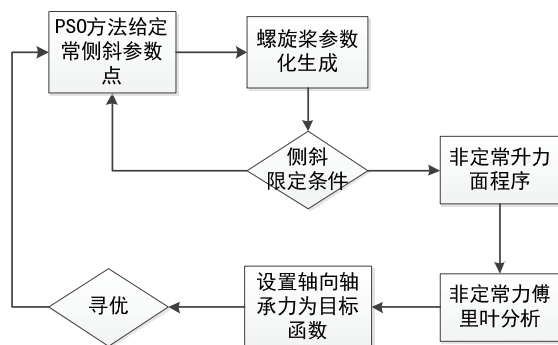 PSO方法给定
常侧斜参数
点
螺旋桨参数
化生成
侧斜
限定条件
非定常升力
面程序
非定常力傅
里叶分析
设置轴向轴
承力为目标
函数
寻优